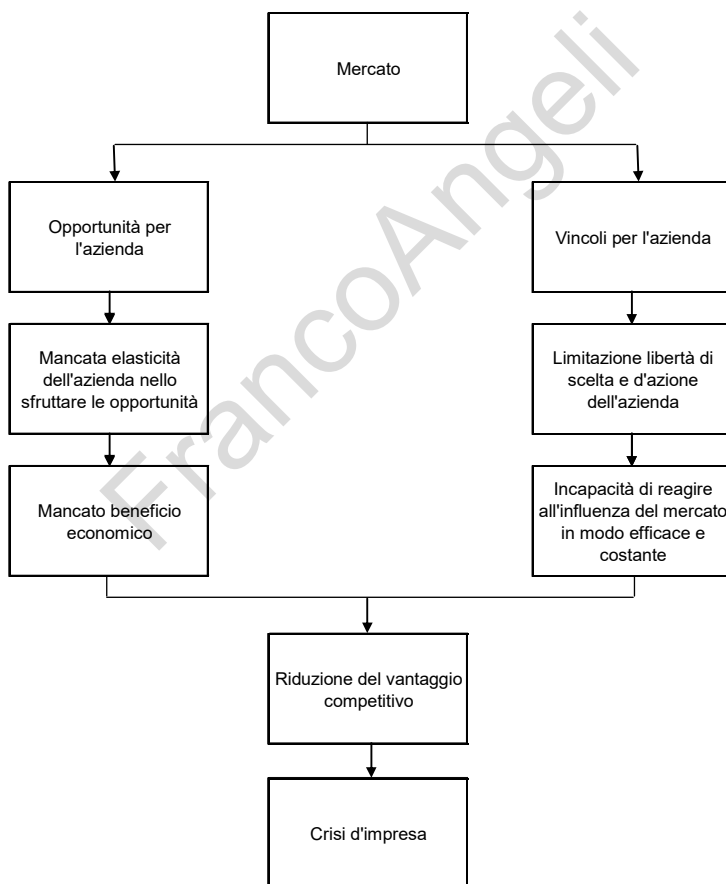 Mercato
Opportunità per
l'azienda
Vincoli per l'azienda
Mancata elasticità
dell'azienda nello
sfruttare le opportunità
Limitazione libertà di
scelta e d'azione
dell'azienda
Mancato beneficio
economico
Incapacità di reagire
all'influenza del mercato
in modo efficace e
costante
Riduzione del vantaggio
competitivo
Crisi d'impresa
FrancoAngeli